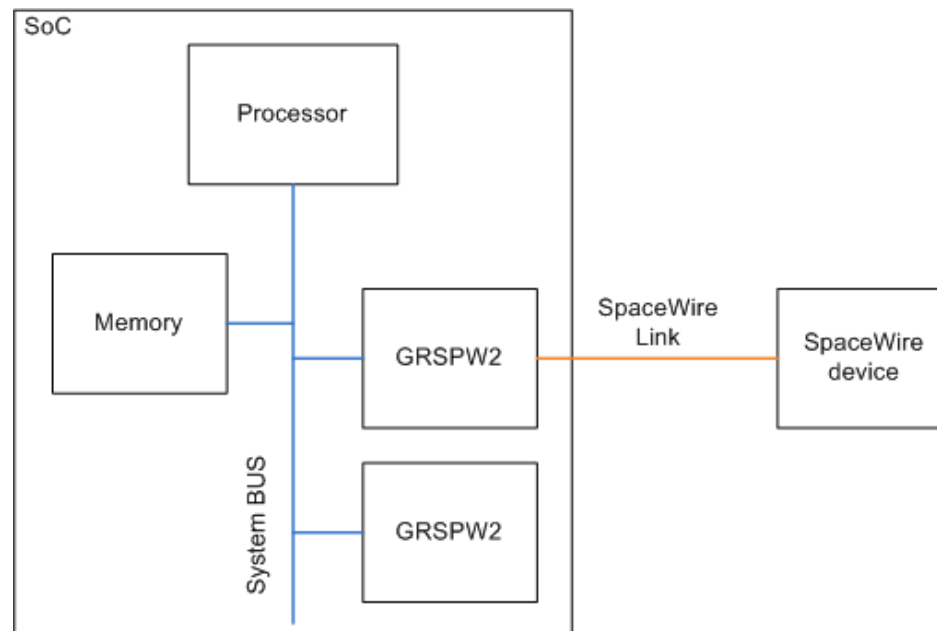 SoC
Processor
Memory
GRSPW2
SpaceWire
Link
SpaceWire
device
System BUS
GRSPW2